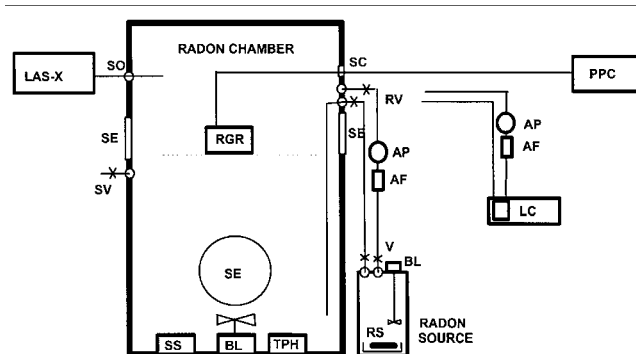 RADON CHAMBER
SO
SC
LAS-X
PPC
RV
SE
RGR
SE
AP
AF
AP
AF
SV
LC
V
BL
SE
RS
RADON
SOURCE
SS
BL
TPH